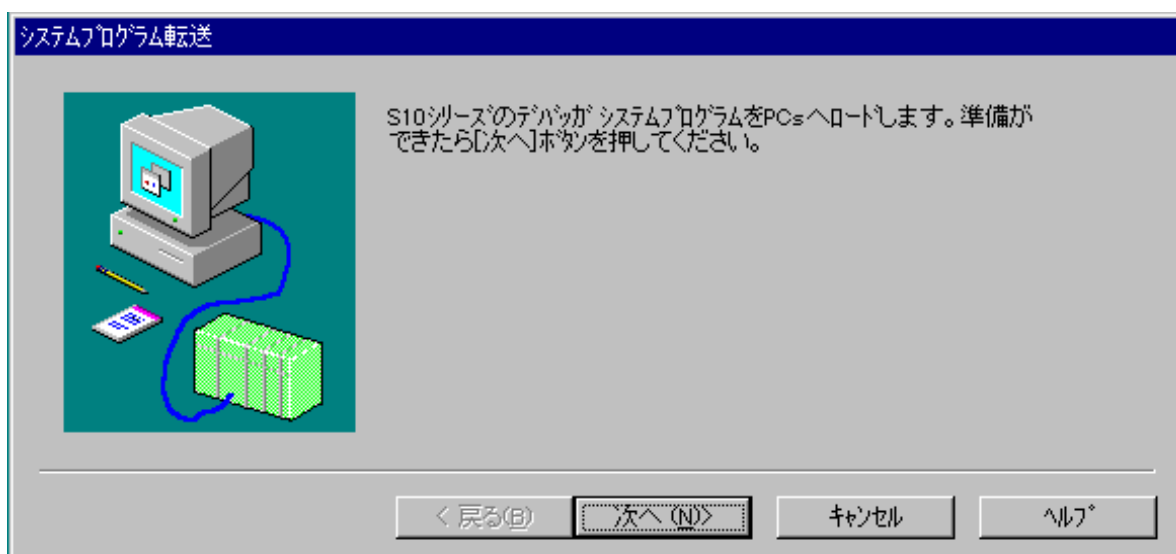 ｼｽﾃﾑﾌﾟﾛｸﾞﾗﾑ転送
S10ｼﾘｰｽﾞのﾃﾞﾊﾞｯｶﾞ ｼｽﾃﾑﾌﾟﾛｸﾞﾗﾑをPCsへﾛｰﾄﾞします。準備が
できたら[次へ]ﾎﾞﾀﾝを押してください。
< 戻る(B) 次へ (N)> ｷｬﾝｾﾙ ﾍﾙﾌﾟ